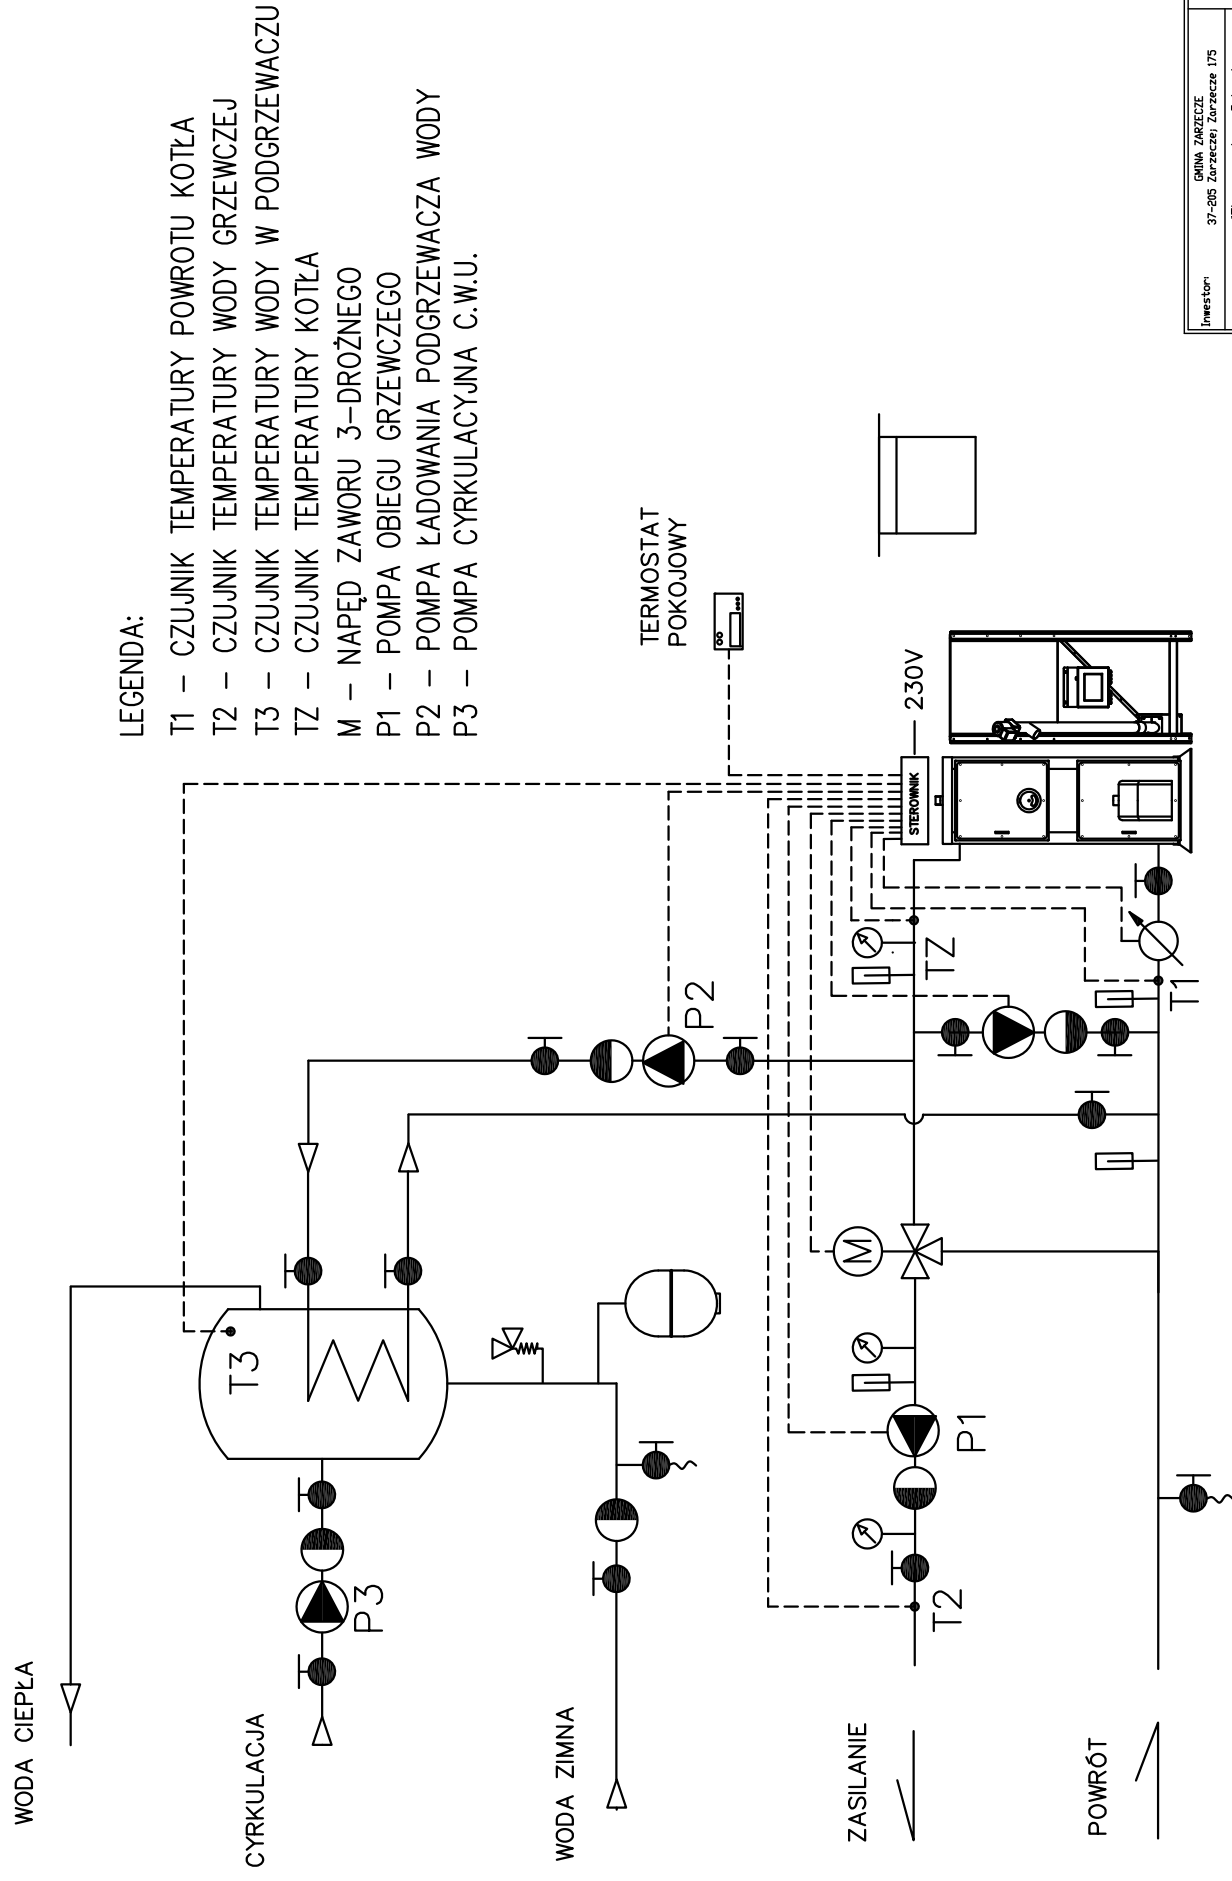 LEGENDA:
T1 – CZUJNIK TEMPERATURY POWROTU KOTŁA
T2 – CZUJNIK TEMPERATURY WODY GRZEWCZEJ
T3 – CZUJNIK TEMPERATURY WODY W PODGRZEWACZU
TZ – CZUJNIK TEMPERATURY KOTŁA
M – NAPĘD ZAWORU 3-DROŻNEGO
P1 – POMPA OBIEGU GRZEWCZEGO
P2 – POMPA ŁADOWANIA PODGRZEWACZA WODY
P3 – POMPA CYRKULACYJNA C.W.U.
WODA CIEPŁA
CYRKULACJA
WODA ZIMNA
ZASILANIE
POWRÓT
T3
P3
P2
P1
T2
M
TZ
T1
TERMOSTAT
POKOJOWY
STEROWNIK
230V
Inwestor:
GMINA ZARZECZE
37-205 Zarzecze; Zarzecze 175